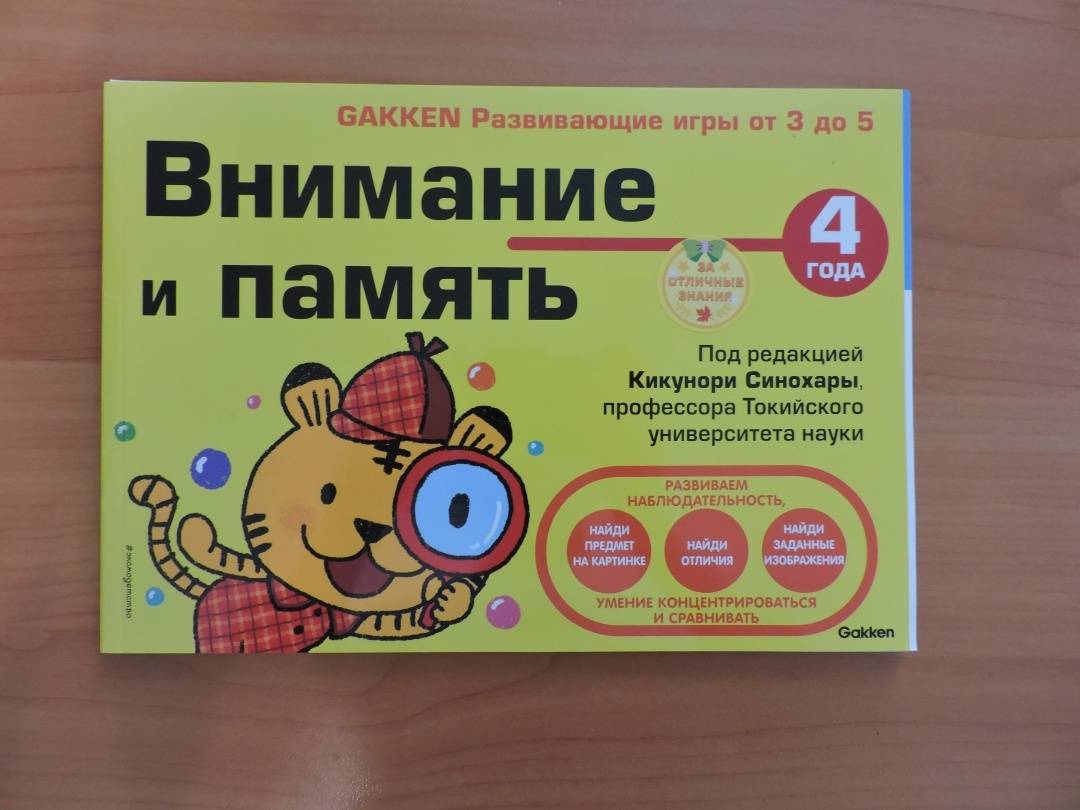 GAKKEN Развивающие игры от 3 до 5
Внимание
и память
4
ГОДА
ЗА
ОТЛИЧНЫЕ
ЗНАНИЯ
Под редакцией
Кикунори Синохары,
профессора Токийского
университета науки
РАЗВИВАЕМ
НАБЛЮДАТЕЛЬНОСТЬ,
НАЙДИ
ПРЕДМЕТ
НА КАРТИНКЕ
НАЙДИ
ОТЛИЧИЯ
НАЙДИ
ЗАДАННЫЕ
ИЗОБРАЖЕНИЯ
УМЕНИЕ КОНЦЕНТРИРОВАТЬСЯ
И СРАВНИВАТЬ
#эксмодетство
Gakken